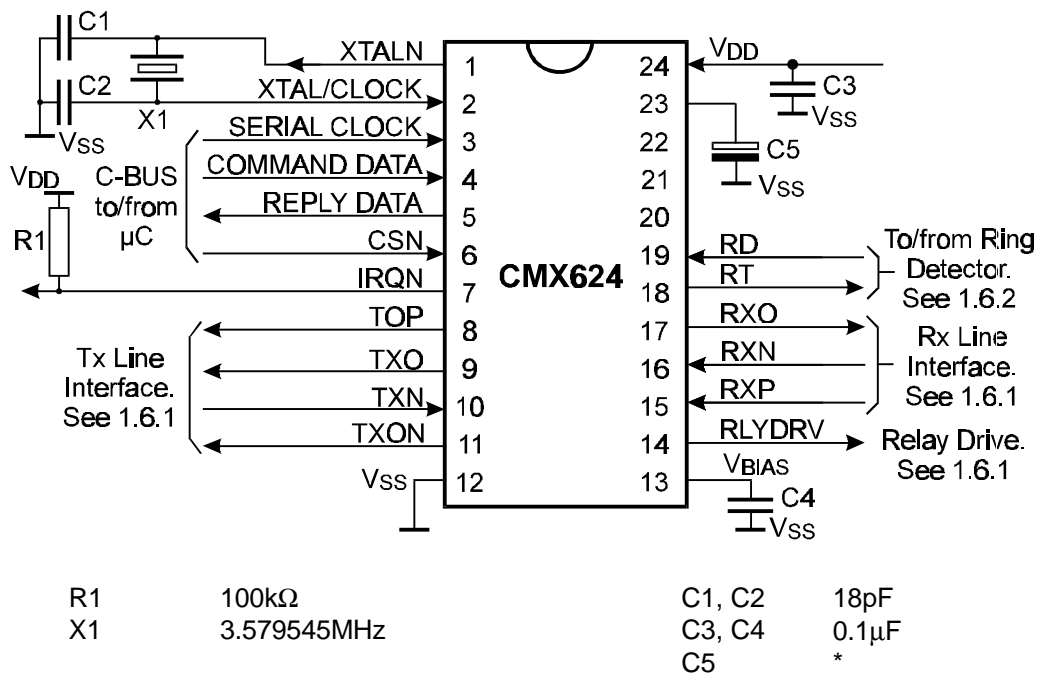 C1
C2
X1
VSS
XTALN
XTAL/CLOCK
SERIAL CLOCK
COMMAND DATA
REPLY DATA
CSN
IRQN
TOP
TXO
TXN
TXON
VSS
C-BUS
to/from
µC
VDD
R1
Tx Line
Interface.
See 1.6.1
1
2
3
4
5
6
7
8
9
10
11
12
CMX624
24
23
22
21
20
19
18
17
16
15
14
13
VDD
C3
VSS
C5
VSS
RD
RT
RXO
RXN
RXP
RLYDRV
VBIAS
C4
VSS
To/from Ring
Detector.
See 1.6.2
Rx Line
Interface.
See 1.6.1
Relay Drive.
See 1.6.1
R1 100kΩ
X1 3.579545MHz
C1, C2 18pF
C3, C4 0.1µF
C5 *